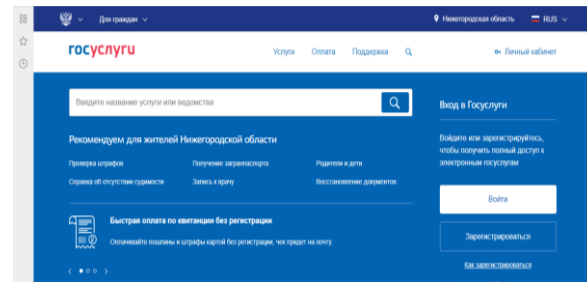 Для граждан
Нижегородская область RUS
госуслуги
Услуги Оплата Поддержка Личный кабинет
Введите название услуги или ведомства
Вход в Госуслуги
Рекомендуем для жителей Нижегородской области
Войдите или зарегистрируйтесь,
чтобы получить полный доступ к
электронным госуслугам
Проверка штрафов Получение загранпаспорта Родители и дети
Справка об отсутствии судимости Запись к врачу Восстановление документов
Войти
Быстрая оплата по квитанции без регистрации
Оплачивайте пошлины и штрафы картой без регистрации, чек придет на почту.
Зарегистрироваться
Как зарегистрироваться